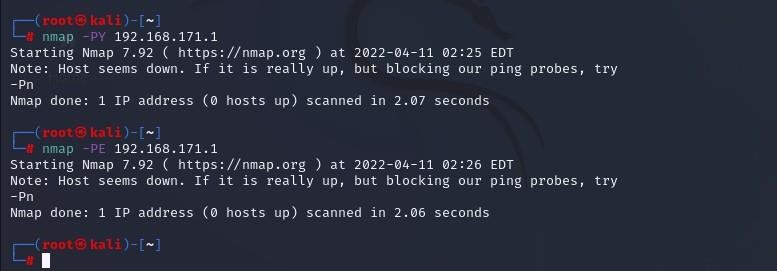 ┌──(root㉿kali)-[~]
└─# nmap -PY 192.168.171.1
Starting Nmap 7.92 ( https://nmap.org ) at 2022-04-11 02:25 EDT
Note: Host seems down. If it is really up, but blocking our ping probes, try
-Pn
Nmap done: 1 IP address (0 hosts up) scanned in 2.07 seconds
┌──(root㉿kali)-[~]
└─# nmap -PE 192.168.171.1
Starting Nmap 7.92 ( https://nmap.org ) at 2022-04-11 02:26 EDT
Note: Host seems down. If it is really up, but blocking our ping probes, try
-Pn
Nmap done: 1 IP address (0 hosts up) scanned in 2.06 seconds
┌──(root㉿kali)-[~]
└─#